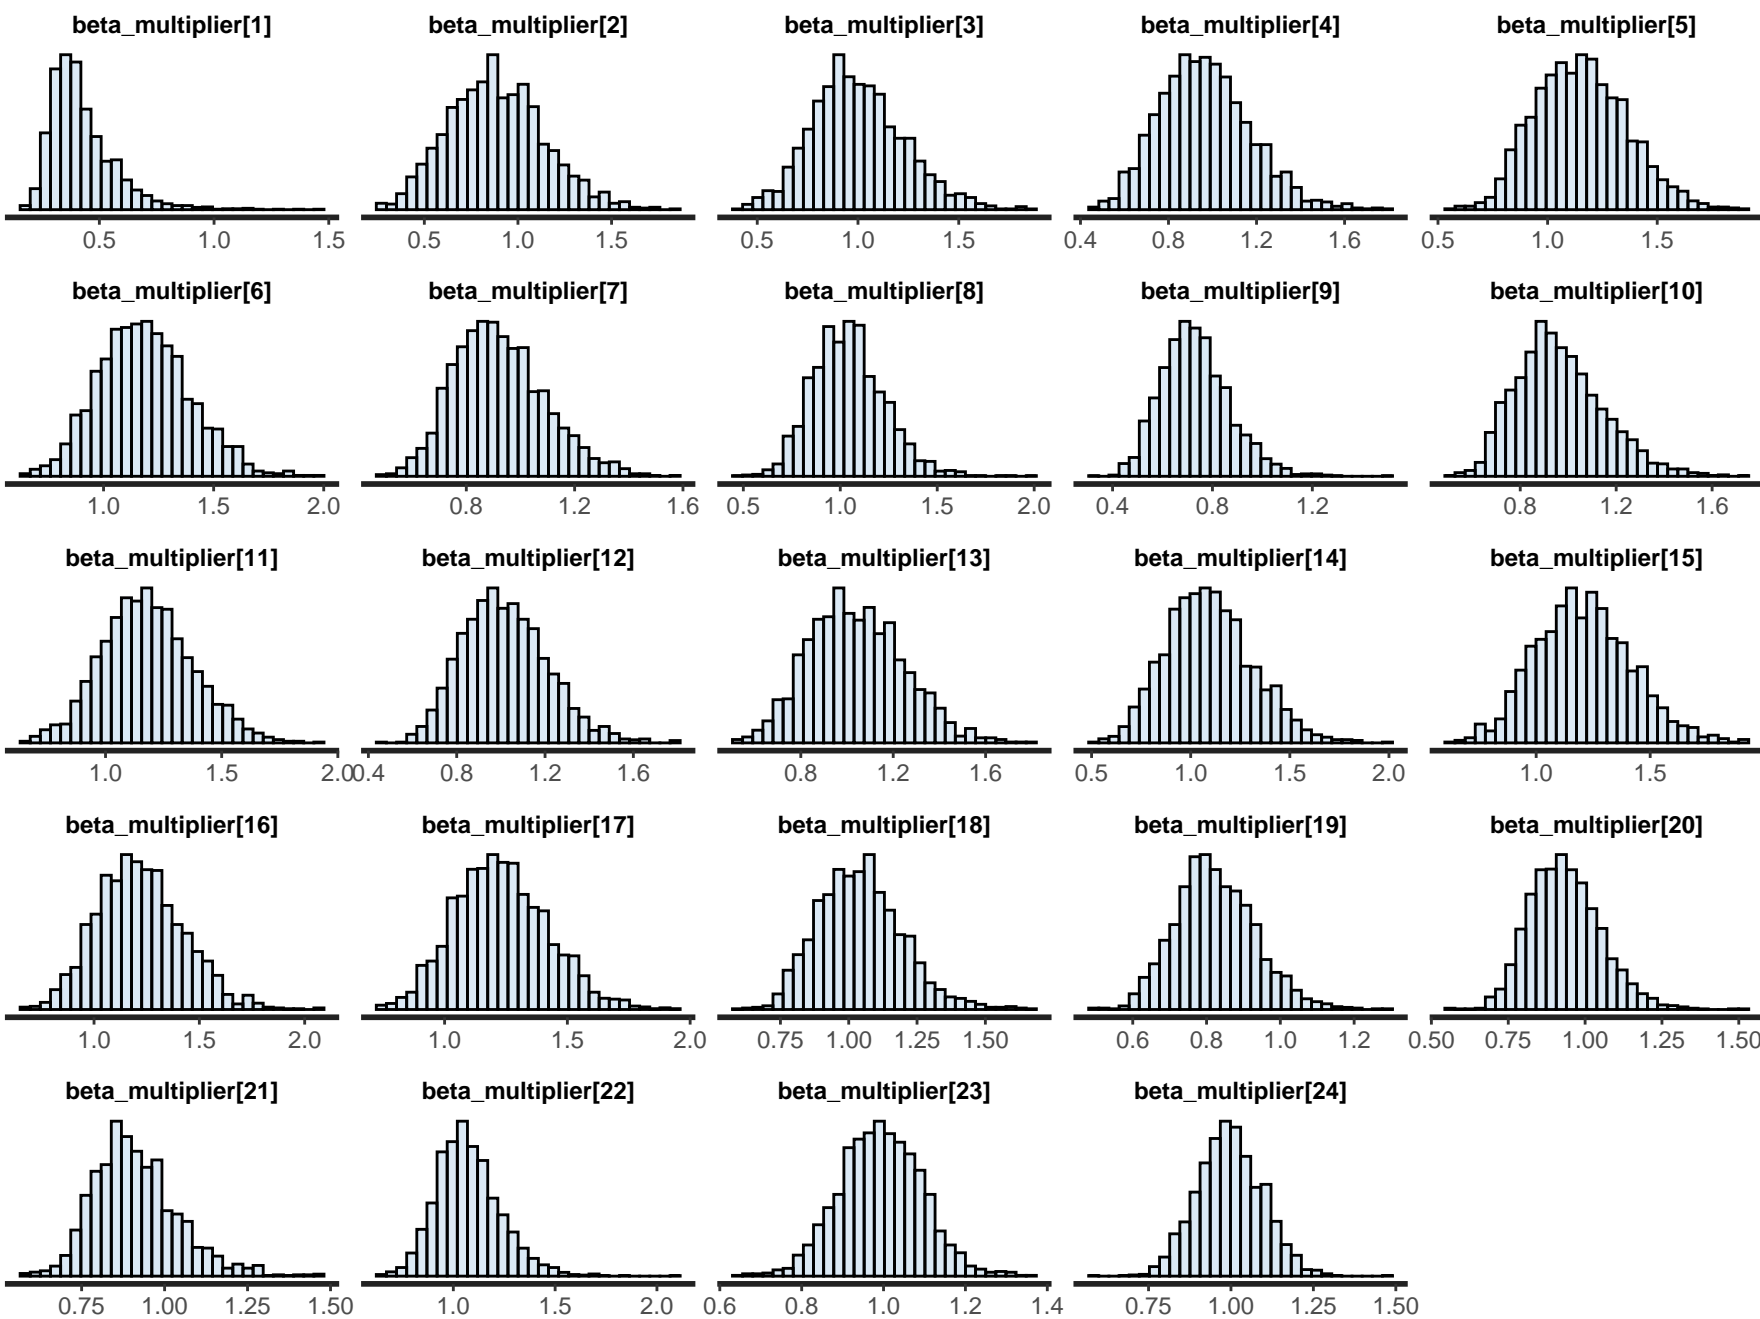 beta_multiplier[1] beta_multiplier[2] beta_multiplier[3] beta_multiplier[4] beta_multiplier[5]
0.5 1.0 1.5 0.5 1.0 1.5 0.5 1.0 1.5 0.4 0.8 1.2 1.6 0.5 1.0 1.5
beta_multiplier[6] beta_multiplier[7] beta_multiplier[8] beta_multiplier[9] beta_multiplier[10]
1.0 1.5 2.0 0.8 1.2 1.6 0.5 1.0 1.5 2.0 0.4 0.8 1.2 0.8 1.2 1.6
beta_multiplier[11] beta_multiplier[12] beta_multiplier[13] beta_multiplier[14] beta_multiplier[15]
1.0 1.5 2.0 0.4 0.8 1.2 1.6 0.8 1.2 1.6 0.5 1.0 1.5 2.0 1.0 1.5
beta_multiplier[16] beta_multiplier[17] beta_multiplier[18] beta_multiplier[19] beta_multiplier[20]
1.0 1.5 2.0 1.0 1.5 2.0 0.75 1.00 1.25 1.50 0.6 0.8 1.0 1.2 0.50 0.75 1.00 1.25 1.50
beta_multiplier[21] beta_multiplier[22] beta_multiplier[23] beta_multiplier[24]
0.75 1.00 1.25 1.50 1.0 1.5 2.0 0.6 0.8 1.0 1.2 1.4 0.75 1.00 1.25 1.50